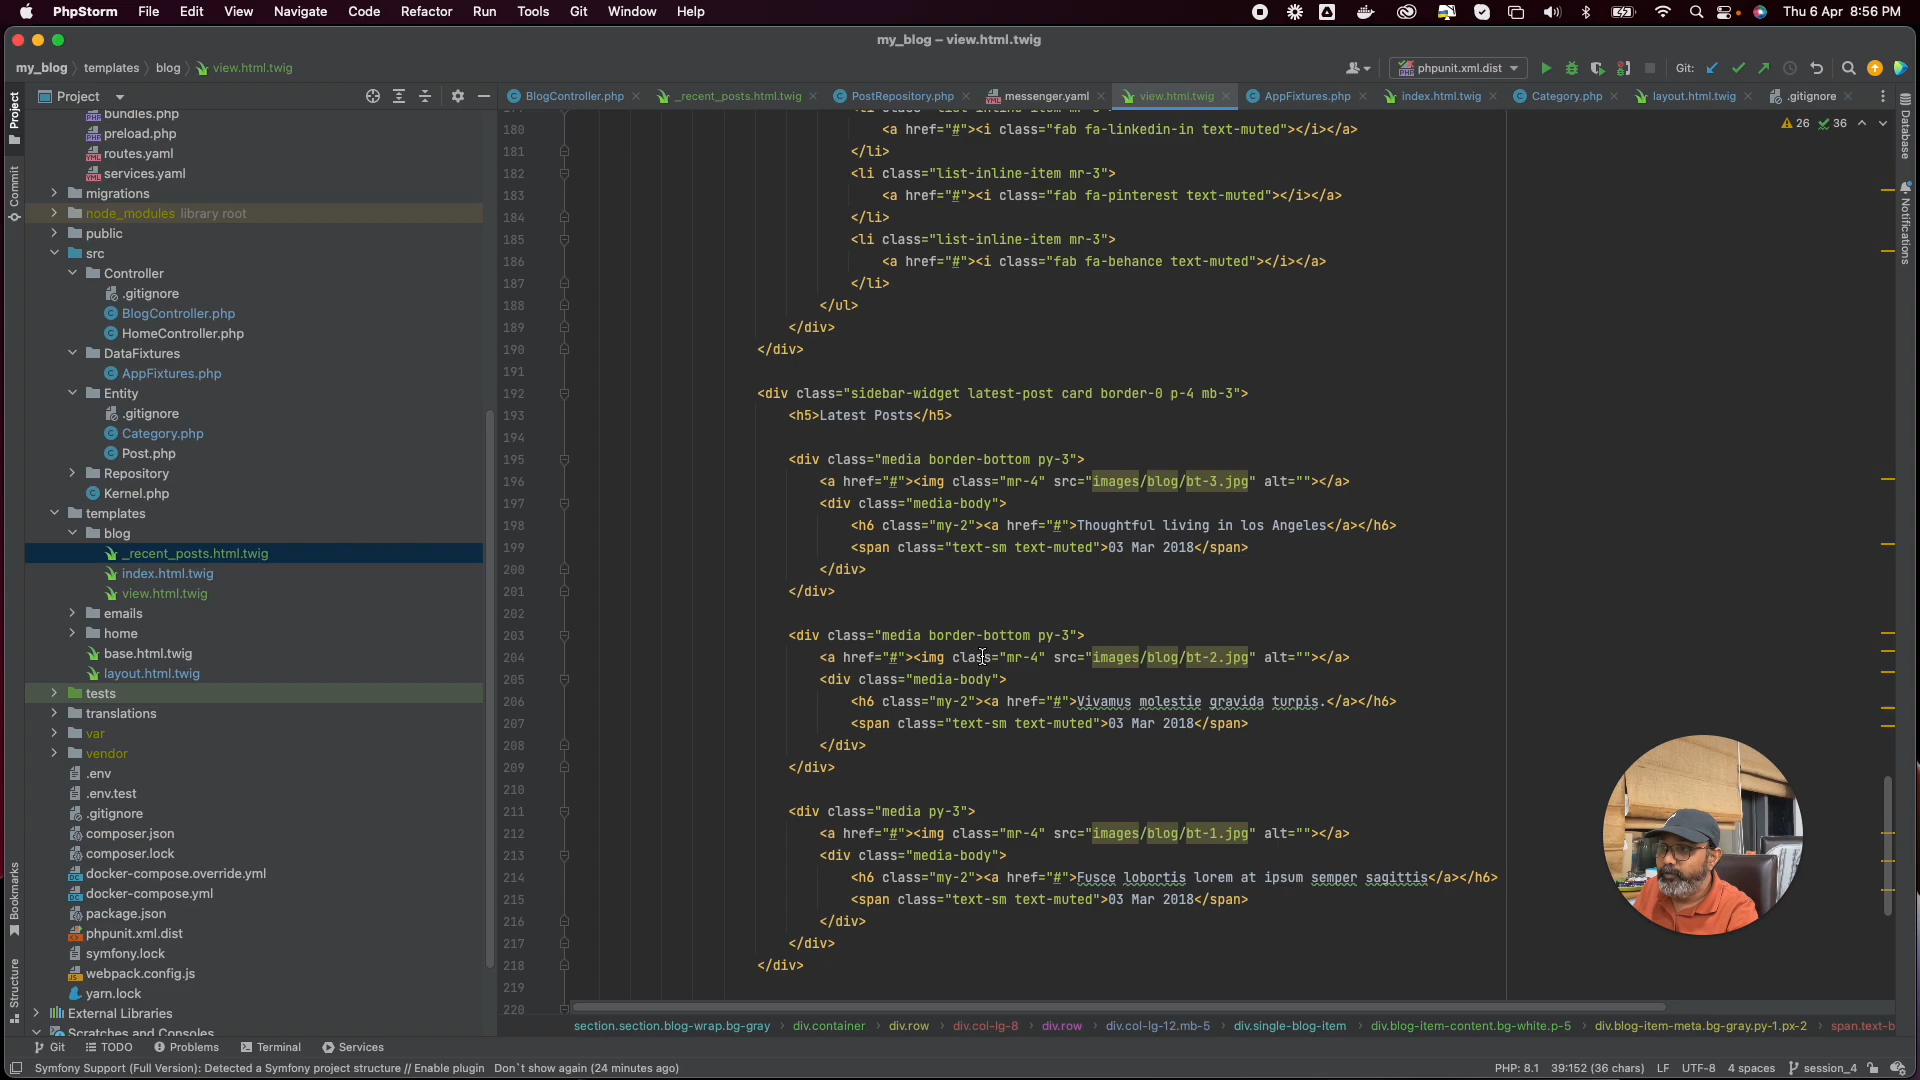 PhpStorm File Edit View Navigate Code Refactor Run Tools Git Window Help Thu 6 Apr 8:56 PM
my_blog – view.html.twig
my_blog templates blog view.html.twig phpunit.xml.dist Git:
Project BlogController.php _recent_posts.html.twig PostRepository.php messenger.yaml view.html.twig AppFixtures.php index.html.twig Category.php layout.html.twig .gitignore
Project
Commit
Bookmarks
Structure
Database
Notifications
bundles.php
preload.php
routes.yaml
services.yaml
migrations
node_modules library root
public
src
Controller
.gitignore
BlogController.php
HomeController.php
DataFixtures
AppFixtures.php
Entity
.gitignore
Category.php
Post.php
Repository
Kernel.php
templates
blog
_recent_posts.html.twig
index.html.twig
view.html.twig
emails
home
base.html.twig
layout.html.twig
tests
translations
var
vendor
.env
.env.test
.gitignore
composer.json
composer.lock
docker-compose.override.yml
docker-compose.yml
package.json
phpunit.xml.dist
symfony.lock
webpack.config.js
yarn.lock
External Libraries
Scratches and Consoles
26 36
180 <a href="#"><i class="fab fa-linkedin-in text-muted"></i></a>
181 </li>
182 <li class="list-inline-item mr-3">
183 <a href="#"><i class="fab fa-pinterest text-muted"></i></a>
184 </li>
185 <li class="list-inline-item mr-3">
186 <a href="#"><i class="fab fa-behance text-muted"></i></a>
187 </li>
188 </ul>
189 </div>
190 </div>
191
192 <div class="sidebar-widget latest-post card border-0 p-4 mb-3">
193 <h5>Latest Posts</h5>
194
195 <div class="media border-bottom py-3">
196 <a href="#"><img class="mr-4" src="images/blog/bt-3.jpg" alt=""></a>
197 <div class="media-body">
198 <h6 class="my-2"><a href="#">Thoughtful living in los Angeles</a></h6>
199 <span class="text-sm text-muted">03 Mar 2018</span>
200 </div>
201 </div>
202
203 <div class="media border-bottom py-3">
204 <a href="#"><img class="mr-4" src="images/blog/bt-2.jpg" alt=""></a>
205 <div class="media-body">
206 <h6 class="my-2"><a href="#">Vivamus molestie gravida turpis.</a></h6>
207 <span class="text-sm text-muted">03 Mar 2018</span>
208 </div>
209 </div>
210
211 <div class="media py-3">
212 <a href="#"><img class="mr-4" src="images/blog/bt-1.jpg" alt=""></a>
213 <div class="media-body">
214 <h6 class="my-2"><a href="#">Fusce lobortis lorem at ipsum semper sagittis</a></h6>
215 <span class="text-sm text-muted">03 Mar 2018</span>
216 </div>
217 </div>
218 </div>
219
220
section.section.blog-wrap.bg-gray div.container div.row div.col-lg-8 div.row div.col-lg-12.mb-5 div.single-blog-item div.blog-item-content.bg-white.p-5 div.blog-item-meta.bg-gray.py-1.px-2 span.text-b
Git TODO Problems Terminal Services
Symfony Support (Full Version): Detected a Symfony project structure // Enable plugin Don't show again (24 minutes ago) PHP: 8.1 39:152 (36 chars) LF UTF-8 4 spaces session_4